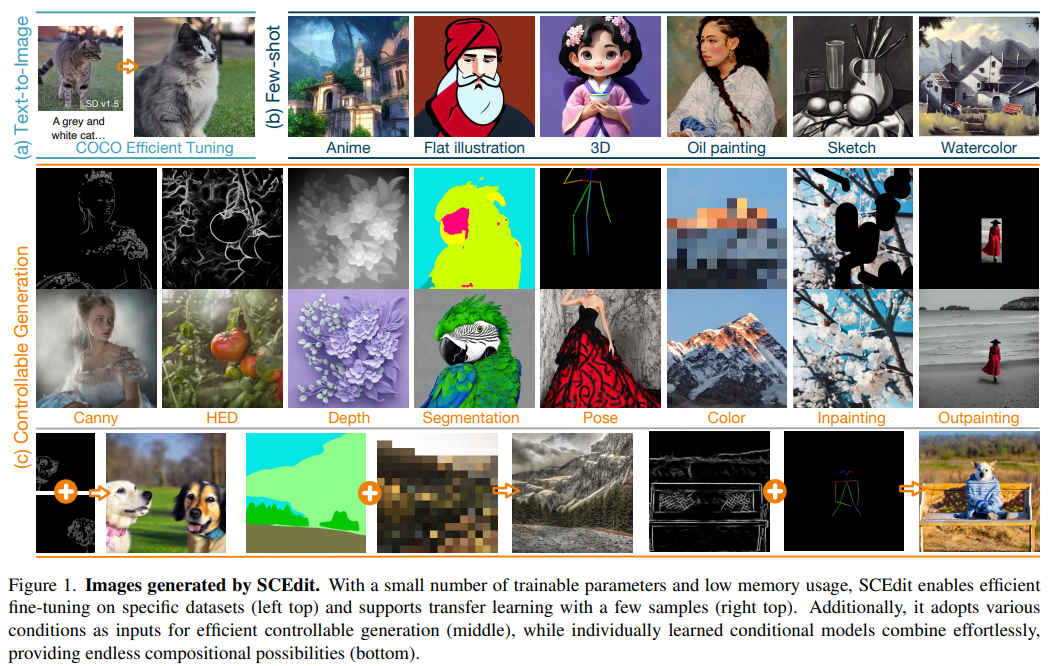 (a) Text-to-Image
SD v1.5
A grey and
white cat...
COCO Efficient Tuning
(b) Few-shot
Anime
Flat illustration
3D
Oil painting
Sketch
Watercolor
(c) Controllable Generation
Canny
HED
Depth
Segmentation
Pose
Color
Inpainting
Outpainting
Figure 1. Images generated by SCEdit. With a small number of trainable parameters and low memory usage, SCEdit enables efficient
fine-tuning on specific datasets (left top) and supports transfer learning with a few samples (right top). Additionally, it adopts various
conditions as inputs for efficient controllable generation (middle), while individually learned conditional models combine effortlessly,
providing endless compositional possibilities (bottom).